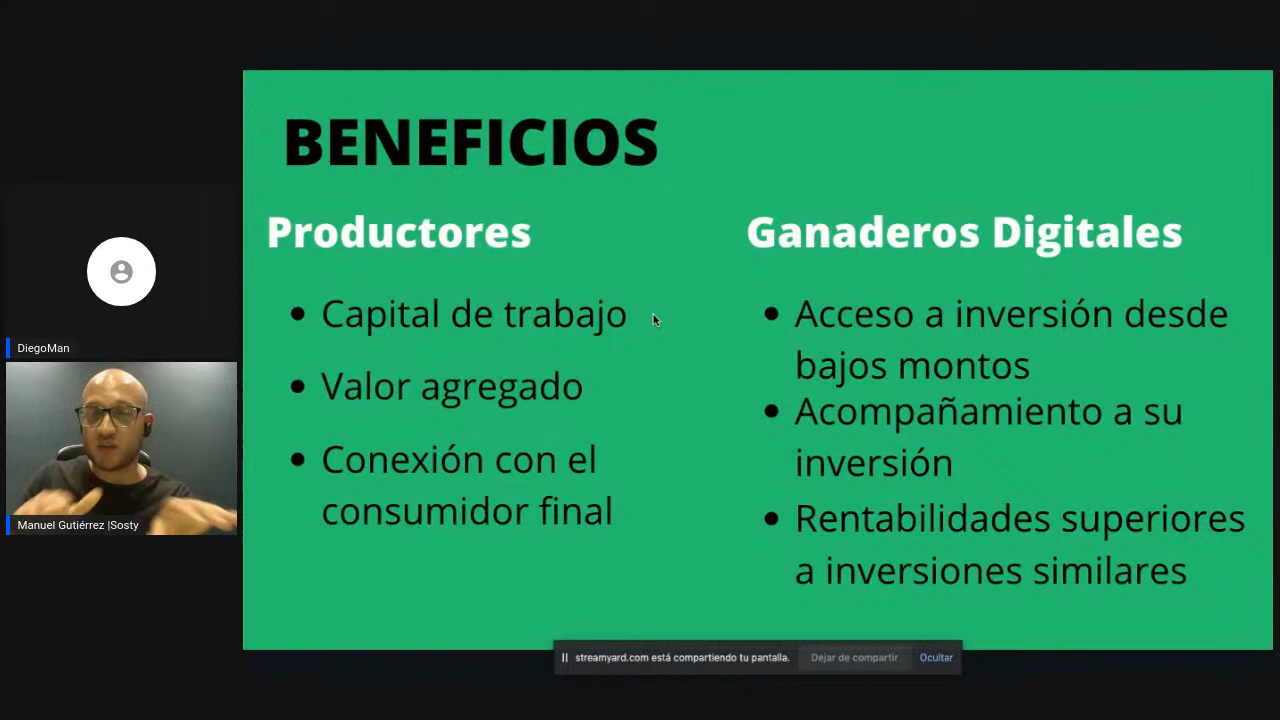 BENEFICIOS
Productores
• Capital de trabajo
• Valor agregado
• Conexión con el
consumidor final
Ganaderos Digitales
• Acceso a inversión desde
bajos montos
• Acompañamiento a su
inversión
• Rentabilidades superiores
a inversiones similares
DiegoMan
Manuel Gutiérrez |Sosty
streamyard.com está compartiendo tu pantalla. Dejar de compartir Ocultar